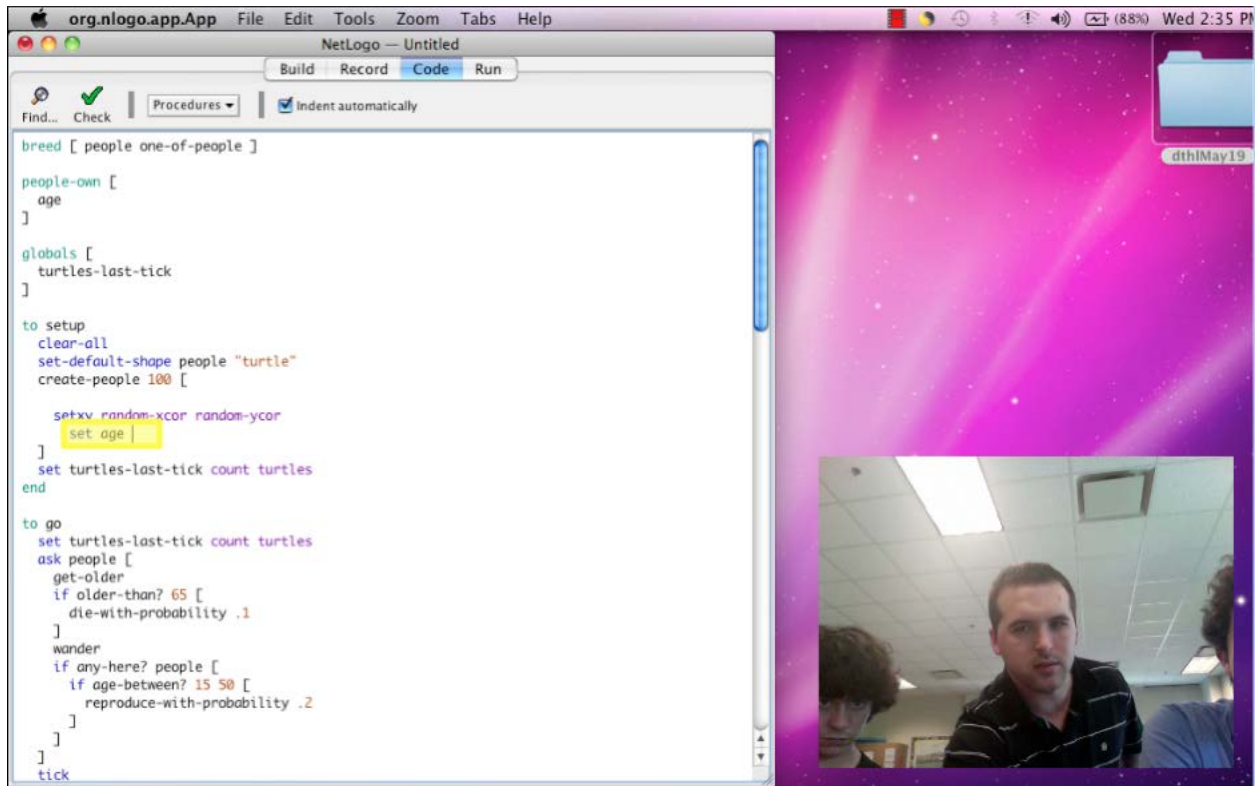 org.nlogo.app.App File Edit Tools Zoom Tabs Help (88%) Wed 2:35 PM
NetLogo — Untitled
Build Record Code Run
Find... Check Procedures Indent automatically
breed [ people one-of-people ]
people-own [
age
]
globals [
turtles-last-tick
]
to setup
clear-all
set-default-shape people "turtle"
create-people 100 [
setxy random-xcor random-ycor
set age
]
set turtles-last-tick count turtles
end
to go
set turtles-last-tick count turtles
ask people [
get-older
if older-than? 65 [
die-with-probability .1
]
wander
if any-here? people [
if age-between? 15 50 [
reproduce-with-probability .2
]
]
]
tick
dthlMay19